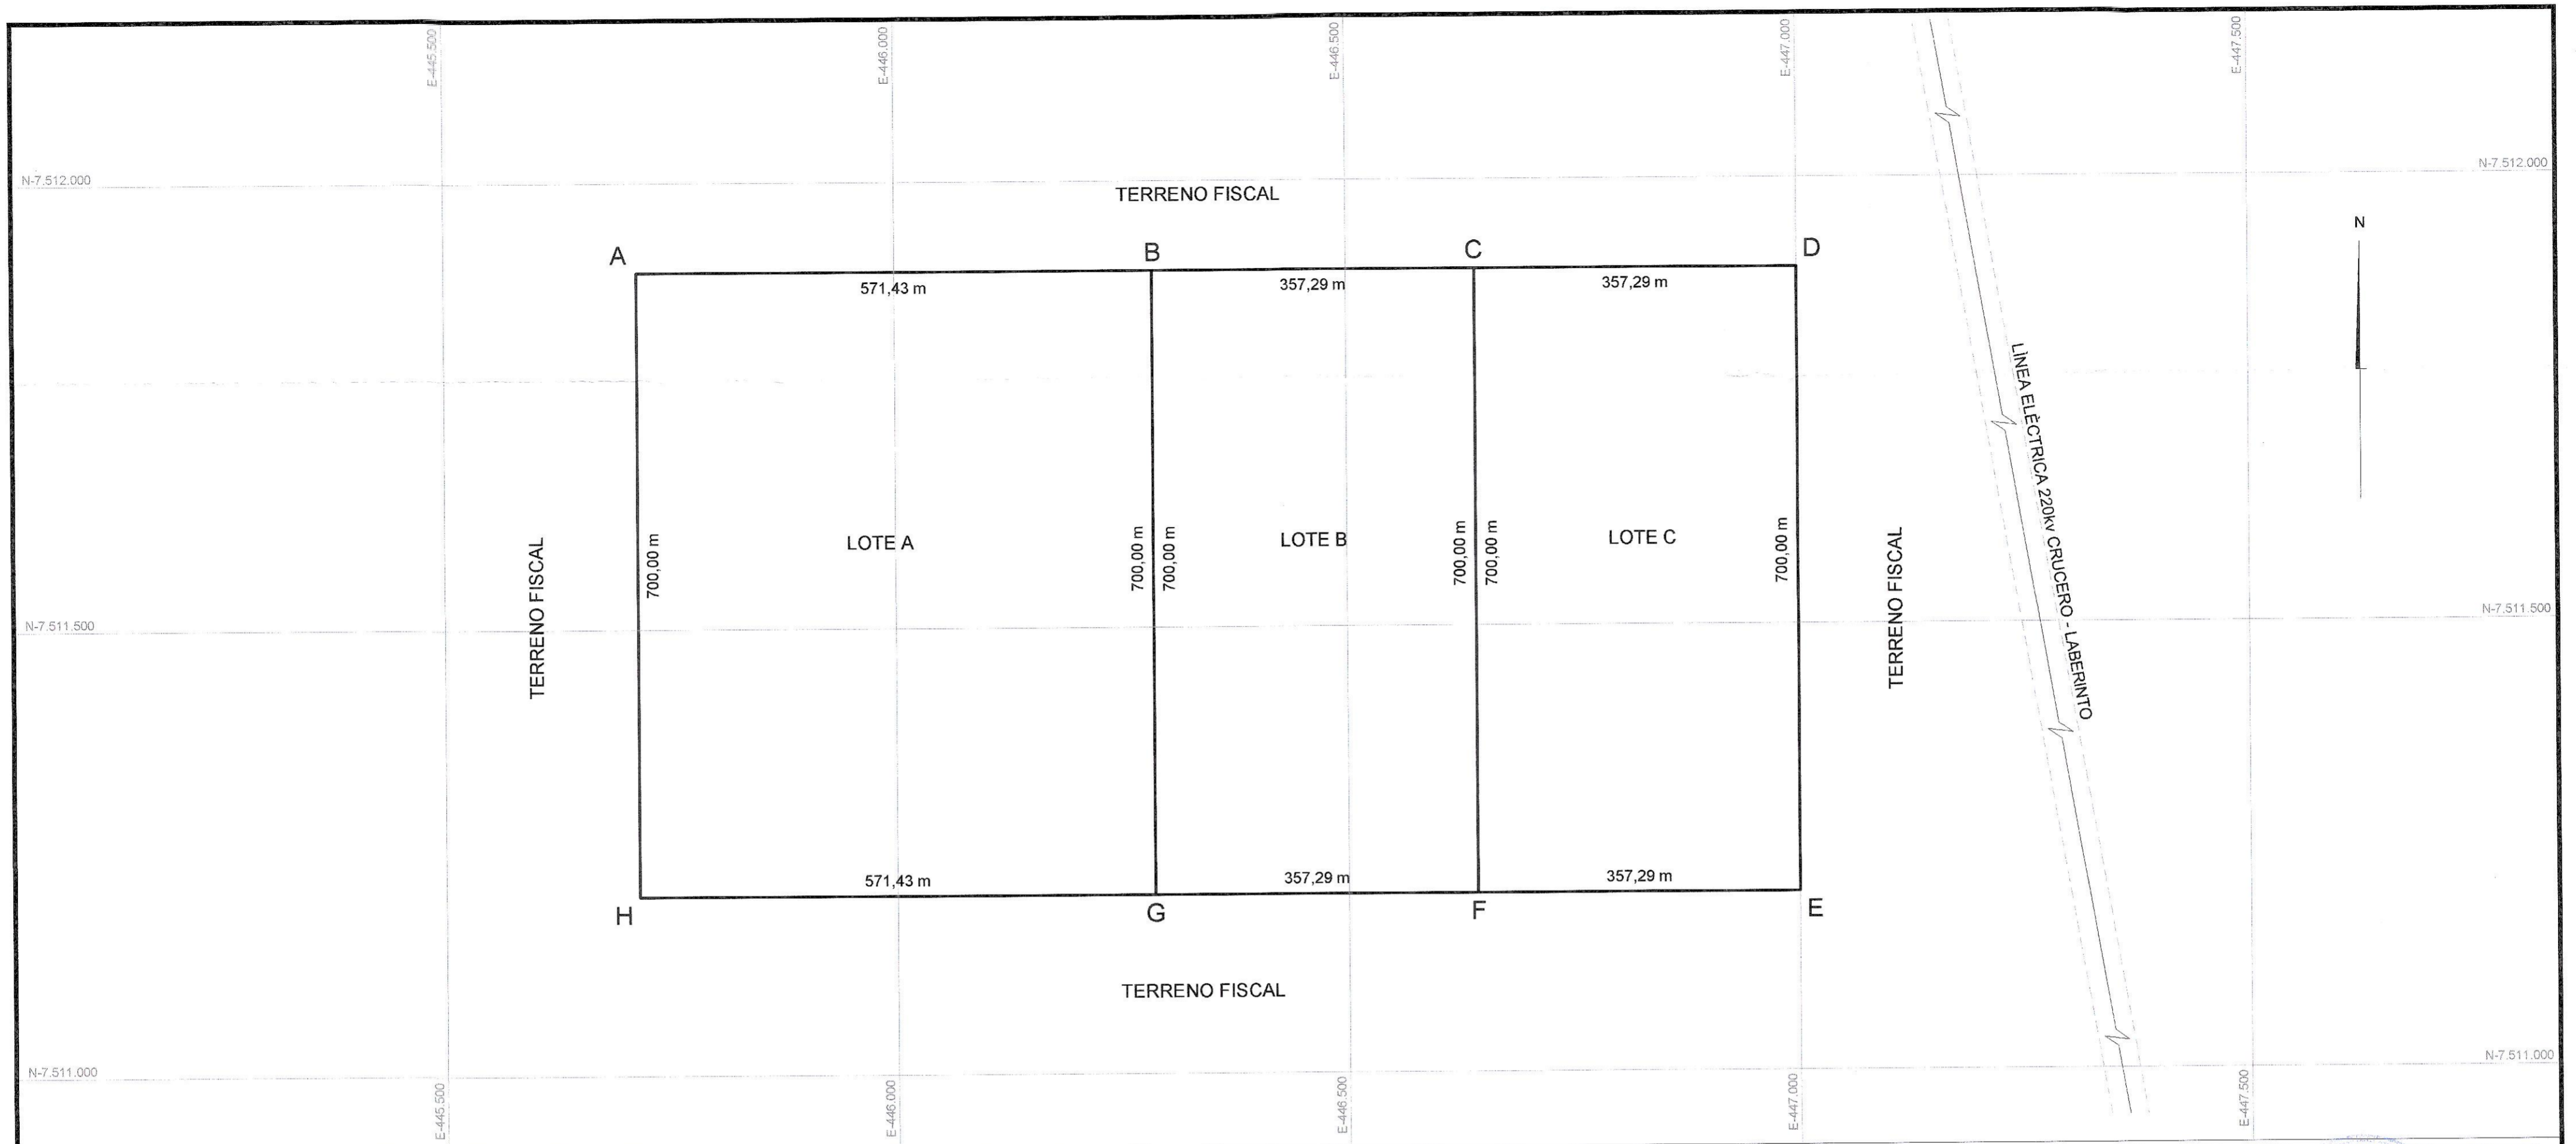 E-445.500
E-446.000
E-446.500
E-447.000
E-447.500
N-7.512.000
N-7.512.000
TERRENO FISCAL
N
A
B
C
D
571,43 m
357,29 m
357,29 m
LÌNEA ELÈCTRICA 220kv CRUCERO - LABERINTO
TERRENO FISCAL
700,00 m
LOTE A
700,00 m
700,00 m
LOTE B
700,00 m
700,00 m
LOTE C
700,00 m
TERRENO FISCAL
N-7.511.500
N-7.511.500
571,43 m
357,29 m
357,29 m
H
G
F
E
TERRENO FISCAL
N-7.511.000
N-7.511.000
E-445.500
E-446.000
E-446.500
E-447.000
E-447.500